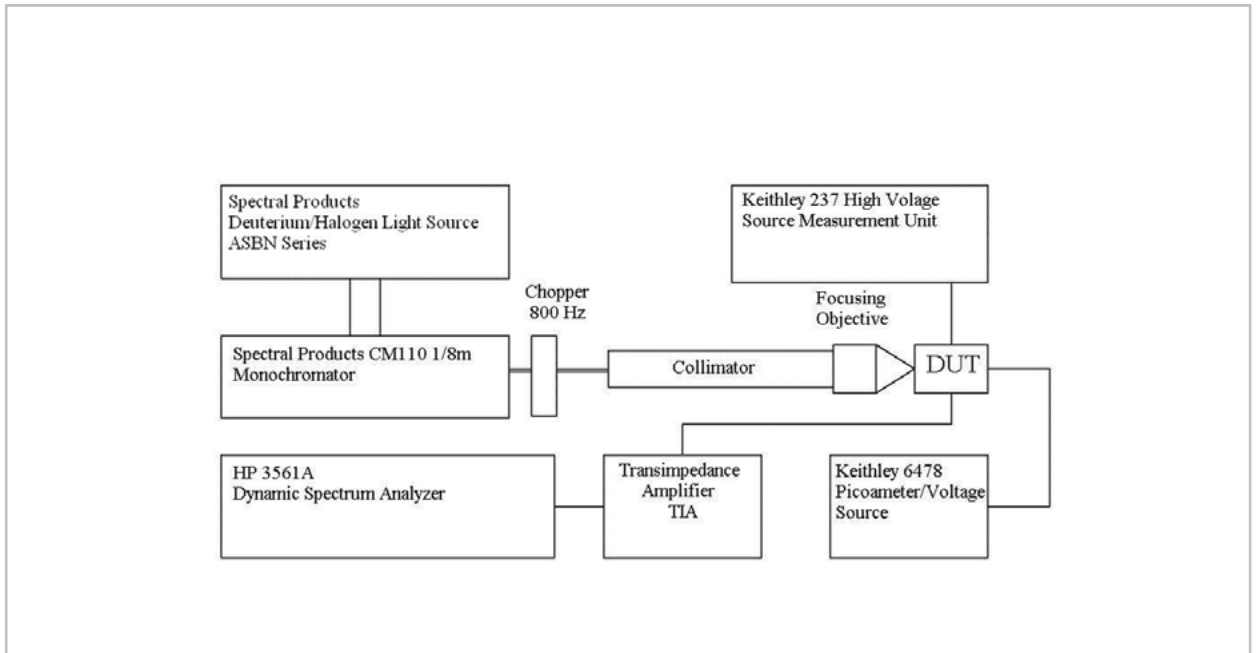 Spectral Products
Deuterium/Halogen Light Source
ASBN Series
Keithley 237 High Volage
Source Measurement Unit
Chopper
800 Hz
Focusing
Objective
Spectral Products CM110 1/8m
Monochromator
Collimator
DUT
HP 3561A
Dynamic Spectrum Analyzer
Transimpedance
Amplifier
TIA
Keithley 6478
Picoameter/Voltage
Source